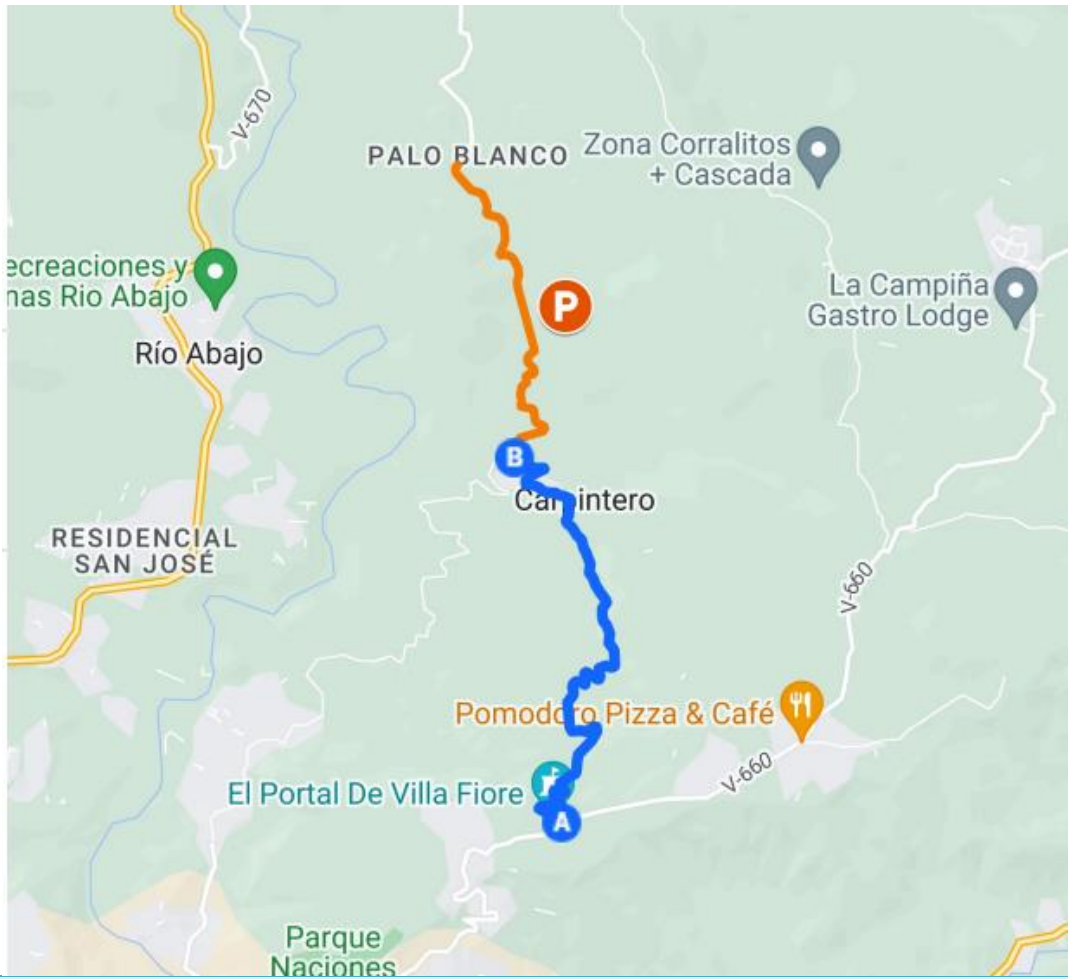 V-670
PALO BLANCO
Zona Corralitos
+ Cascada
ecreaciones y
nas Rio Abajo
La Campiña
Gastro Lodge
P
Río Abajo
B
Carpintero
RESIDENCIAL
SAN JOSÉ
V-660
Pomodoro Pizza & Café
V-660
El Portal De Villa Fiore
A
Parque
Naciones